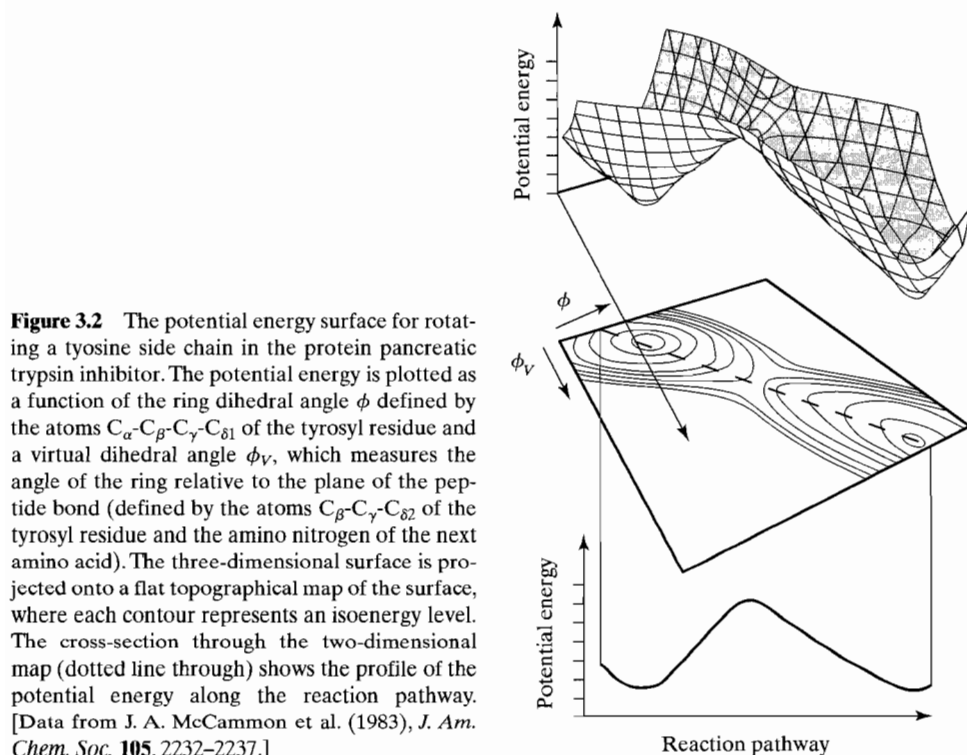 Figure 3.2 The potential energy surface for rotat-
ing a tyosine side chain in the protein pancreatic
trypsin inhibitor. The potential energy is plotted as
a function of the ring dihedral angle ϕ defined by
the atoms Cα-Cβ-Cγ-Cδ1 of the tyrosyl residue and
a virtual dihedral angle ϕV, which measures the
angle of the ring relative to the plane of the pep-
tide bond (defined by the atoms Cβ-Cγ-Cδ2 of the
tyrosyl residue and the amino nitrogen of the next
amino acid). The three-dimensional surface is pro-
jected onto a flat topographical map of the surface,
where each contour represents an isoenergy level.
The cross-section through the two-dimensional
map (dotted line through) shows the profile of the
potential energy along the reaction pathway.
[Data from J. A. McCammon et al. (1983), J. Am.
Chem. Soc. 105, 2232–2237.]
Potential energy
ϕ
ϕV
Potential energy
Reaction pathway